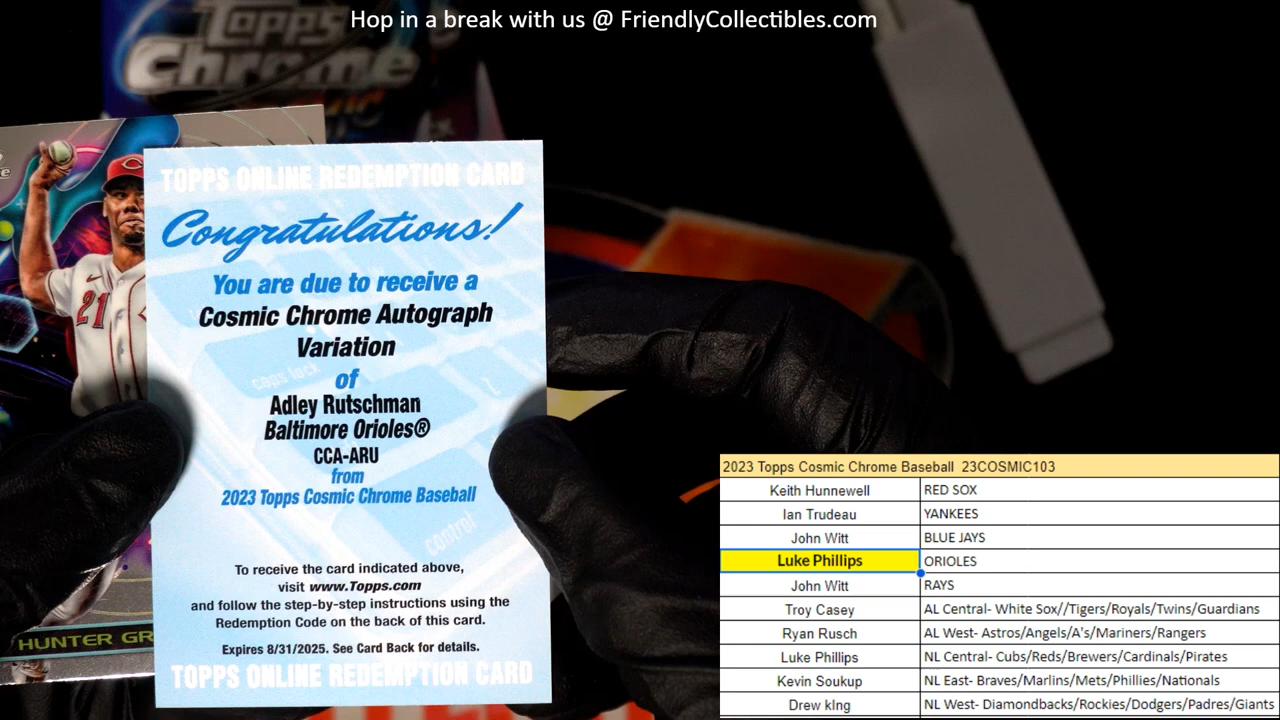 Hop in a break with us @ FriendlyCollectibles.com
Topps
Chrome
TOPPS ONLINE REDEMPTION CARD
Congratulations!
You are due to receive a
Cosmic Chrome Autograph
Variation
of
Adley Rutschman
Baltimore Orioles®
CCA-ARU
from
2023 Topps Cosmic Chrome Baseball
To receive the card indicated above,
visit www.Topps.com
and follow the step-by-step instructions using the
Redemption Code on the back of this card.
Expires 8/31/2025. See Card Back for details.
TOPPS ONLINE REDEMPTION CARD
caps lock
control
21
HUNTER GR
2023 Topps Cosmic Chrome Baseball 23COSMIC103
Keith Hunnewell RED SOX
Ian Trudeau YANKEES
John Witt BLUE JAYS
Luke Phillips ORIOLES
John Witt RAYS
Troy Casey AL Central- White Sox//Tigers/Royals/Twins/Guardians
Ryan Rusch AL West- Astros/Angels/A's/Mariners/Rangers
Luke Phillips NL Central- Cubs/Reds/Brewers/Cardinals/Pirates
Kevin Soukup NL East- Braves/Marlins/Mets/Phillies/Nationals
Drew kIng NL West- Diamondbacks/Rockies/Dodgers/Padres/Giants